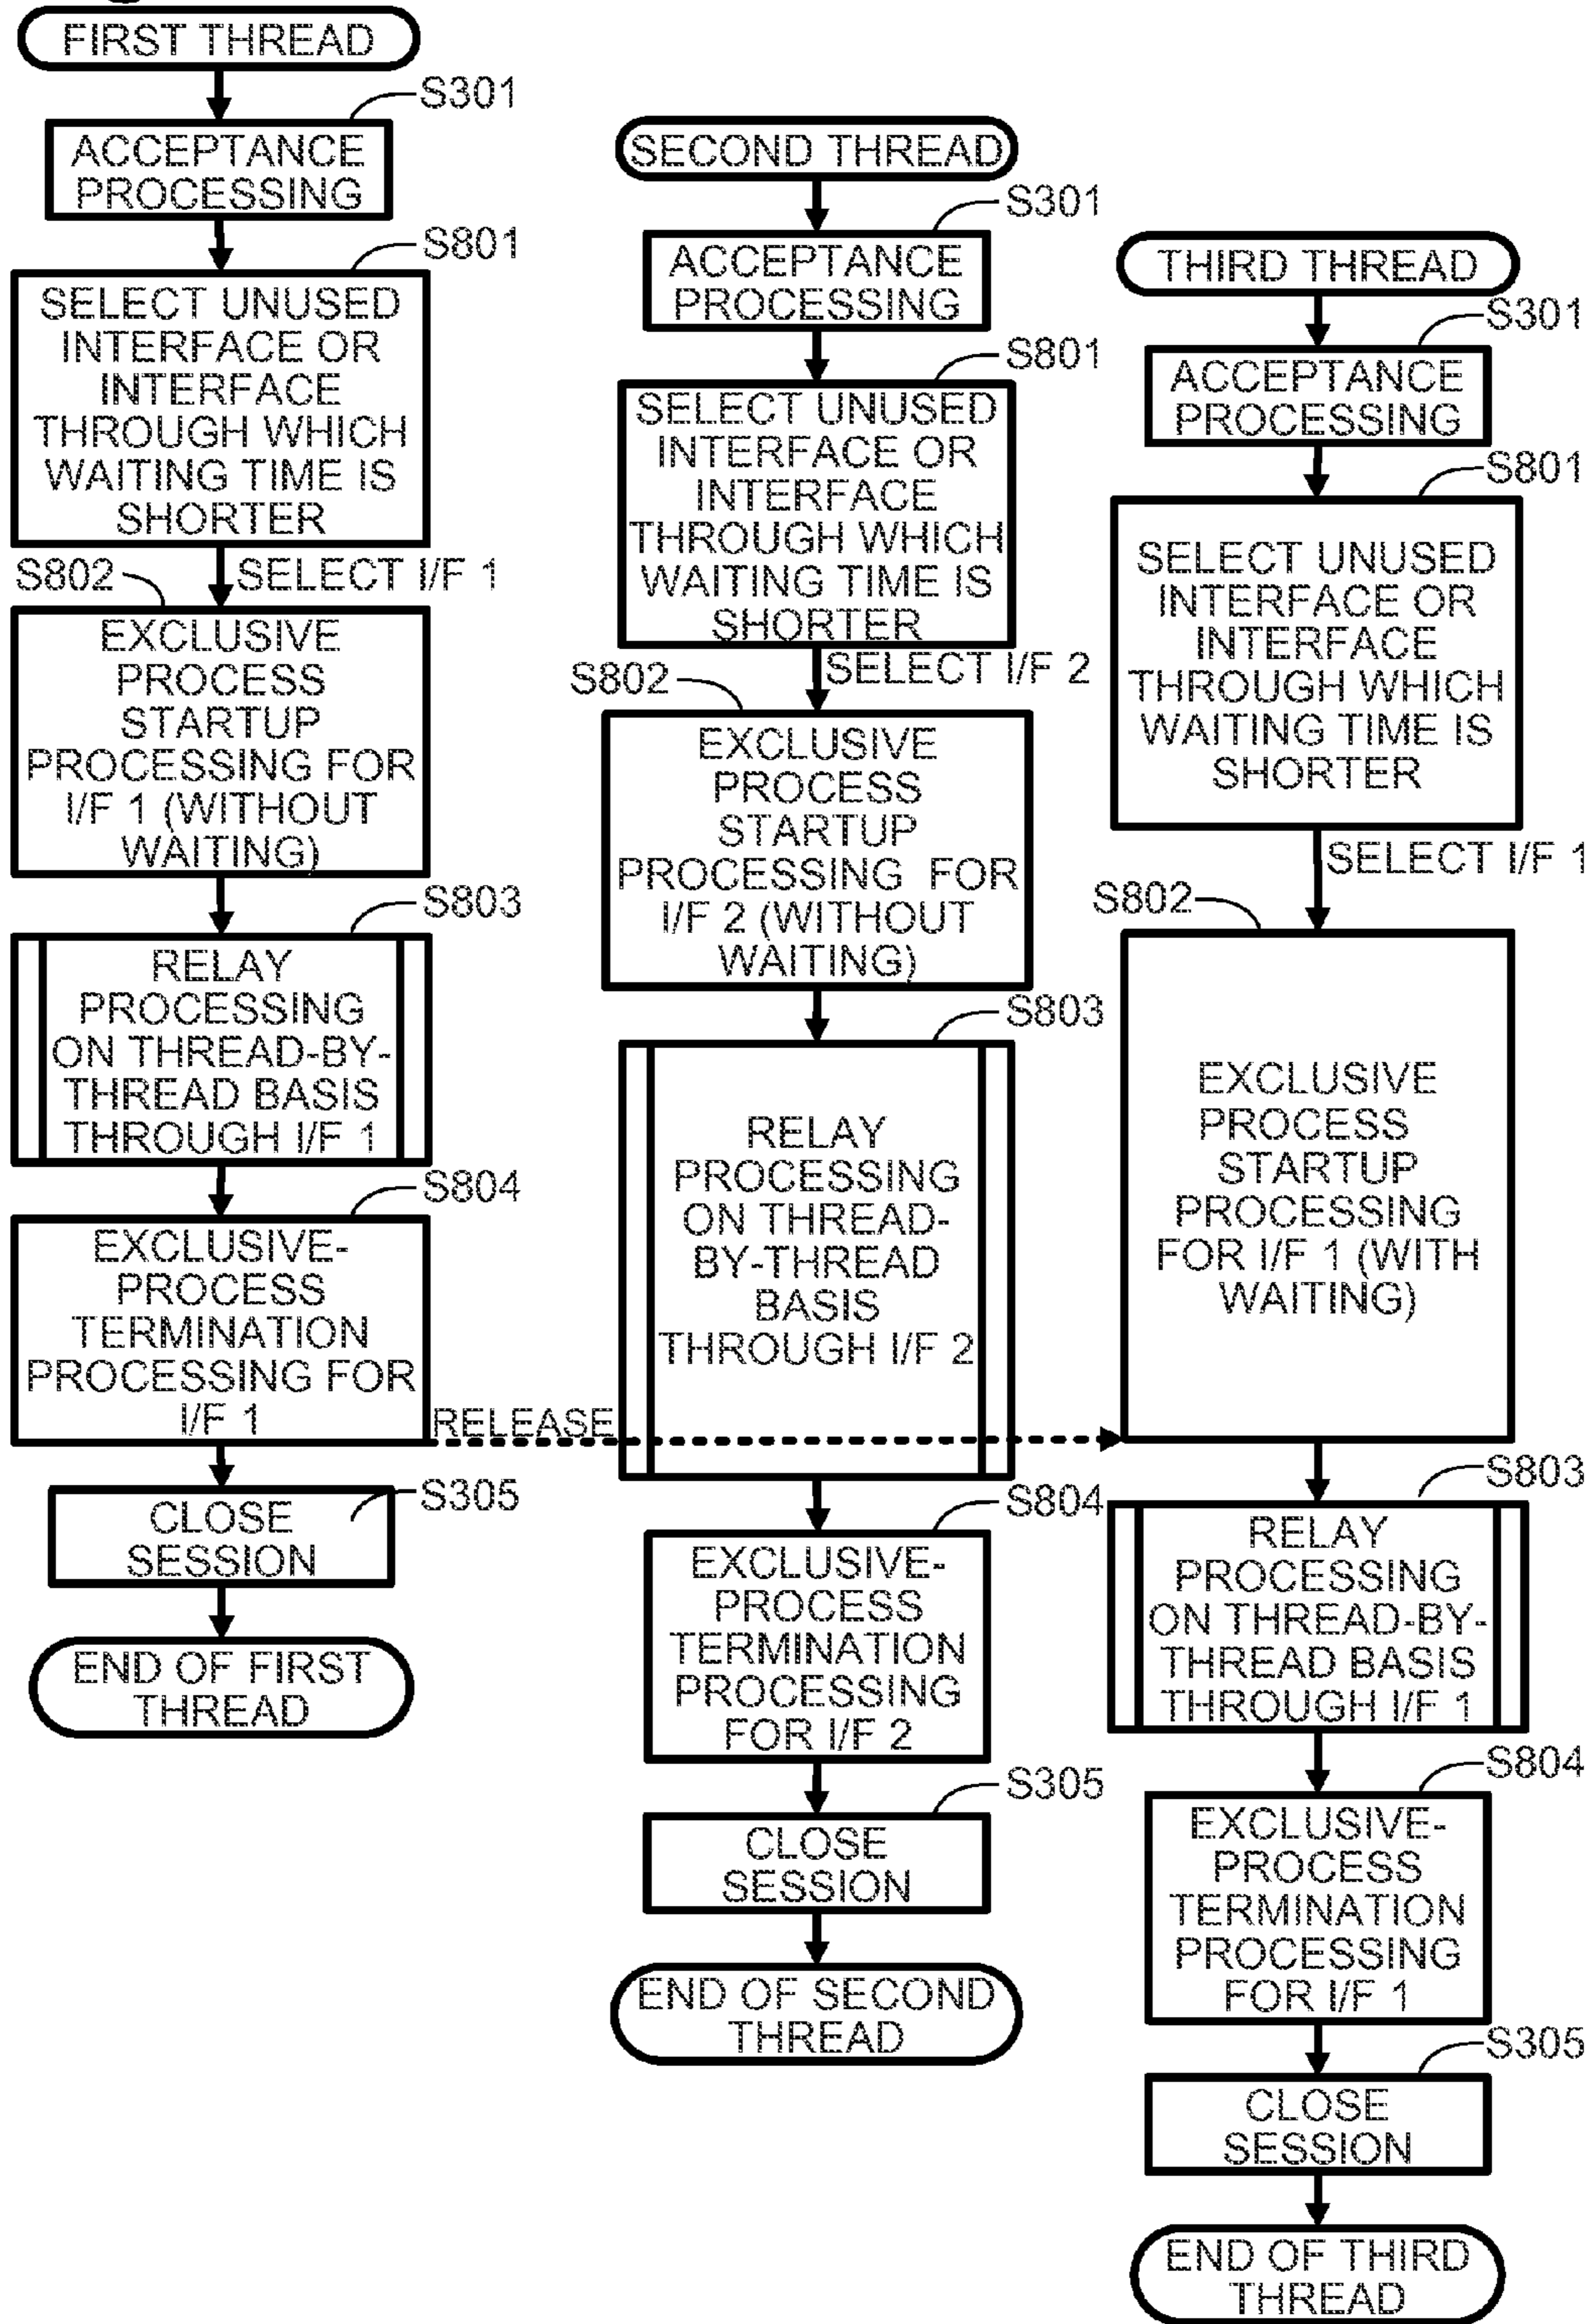 FIRST THREAD
S301
ACCEPTANCE
PROCESSING
S801
SELECT UNUSED
INTERFACE OR
INTERFACE
THROUGH WHICH
WAITING TIME IS
SHORTER
S802
SELECT I/F 1
EXCLUSIVE
PROCESS
STARTUP
PROCESSING FOR
I/F 1 (WITHOUT
WAITING)
S803
RELAY
PROCESSING
ON THREAD-BY-
THREAD BASIS
THROUGH I/F 1
S804
EXCLUSIVE-
PROCESS
TERMINATION
PROCESSING FOR
I/F 1
RELEASE
S305
CLOSE
SESSION
END OF FIRST
THREAD
SECOND THREAD
S301
ACCEPTANCE
PROCESSING
S801
SELECT UNUSED
INTERFACE OR
INTERFACE
THROUGH WHICH
WAITING TIME IS
SHORTER
SELECT I/F 2
S802
EXCLUSIVE
PROCESS
STARTUP
PROCESSING FOR
I/F 2 (WITHOUT
WAITING)
S803
RELAY
PROCESSING
ON THREAD-
BY-THREAD
BASIS
THROUGH I/F 2
S804
EXCLUSIVE-
PROCESS
TERMINATION
PROCESSING
FOR I/F 2
S305
CLOSE
SESSION
END OF SECOND
THREAD
THIRD THREAD
S301
ACCEPTANCE
PROCESSING
S801
SELECT UNUSED
INTERFACE OR
INTERFACE
THROUGH WHICH
WAITING TIME IS
SHORTER
SELECT I/F 1
S802
EXCLUSIVE
PROCESS
STARTUP
PROCESSING
FOR I/F 1 (WITH
WAITING)
S803
RELAY
PROCESSING
ON THREAD-BY-
THREAD BASIS
THROUGH I/F 1
S804
EXCLUSIVE-
PROCESS
TERMINATION
PROCESSING
FOR I/F 1
S305
CLOSE
SESSION
END OF THIRD
THREAD